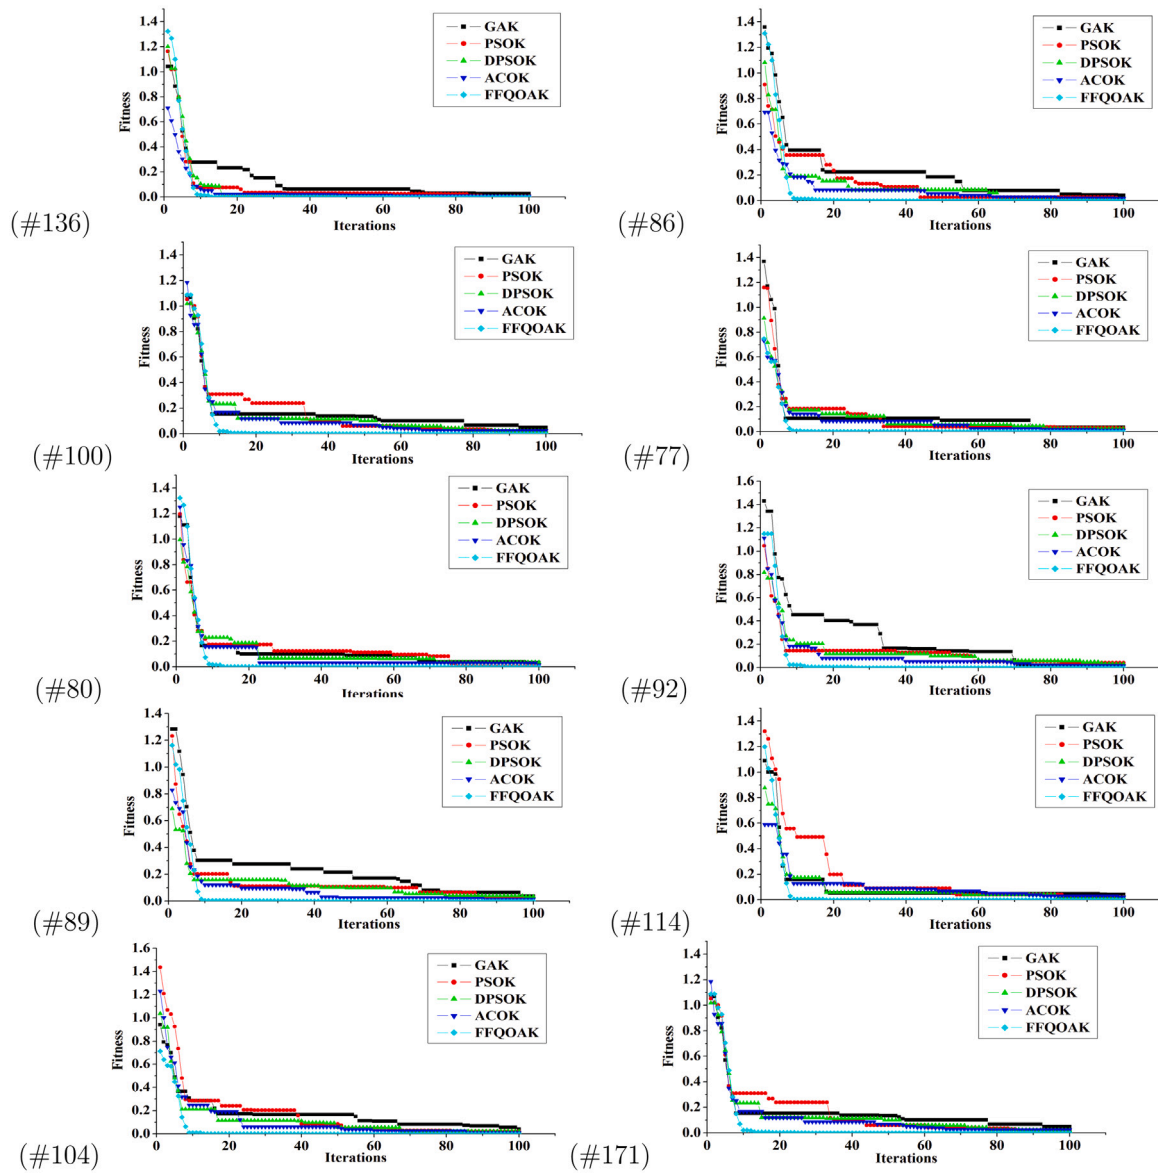 Fitness
1.4
1.2
1.0
0.8
0.6
0.4
0.2
0.0
GAK
PSOK
DPSOK
ACOK
FFQOAK
0 20 40 60 80 100
Iterations
(#136)
Fitness
1.4
1.2
1.0
0.8
0.6
0.4
0.2
0.0
GAK
PSOK
DPSOK
ACOK
FFQOAK
0 20 40 60 80 100
Iterations
(#86)
Fitness
1.4
1.2
1.0
0.8
0.6
0.4
0.2
0.0
GAK
PSOK
DPSOK
ACOK
FFQOAK
0 20 40 60 80 100
Iterations
(#100)
Fitness
1.4
1.2
1.0
0.8
0.6
0.4
0.2
0.0
GAK
PSOK
DPSOK
ACOK
FFQOAK
0 20 40 60 80 100
Iterations
(#77)
Fitness
1.4
1.2
1.0
0.8
0.6
0.4
0.2
0.0
GAK
PSOK
DPSOK
ACOK
FFQOAK
0 20 40 60 80 100
Iterations
(#80)
Fitness
1.6
1.4
1.2
1.0
0.8
0.6
0.4
0.2
0.0
GAK
PSOK
DPSOK
ACOK
FFQOAK
0 20 40 60 80 100
Iterations
(#92)
Fitness
1.4
1.2
1.0
0.8
0.6
0.4
0.2
0.0
GAK
PSOK
DPSOK
ACOK
FFQOAK
0 20 40 60 80 100
Iterations
(#89)
Fitness
1.4
1.2
1.0
0.8
0.6
0.4
0.2
0.0
GAK
PSOK
DPSOK
ACOK
FFQOAK
0 20 40 60 80 100
Iterations
(#114)
Fitness
1.6
1.4
1.2
1.0
0.8
0.6
0.4
0.2
0.0
GAK
PSOK
DPSOK
ACOK
FFQOAK
0 20 40 60 80 100
Iterations
(#104)
Fitness
1.4
1.2
1.0
0.8
0.6
0.4
0.2
0.0
GAK
PSOK
DPSOK
ACOK
FFQOAK
0 20 40 60 80 100
Iterations
(#171)